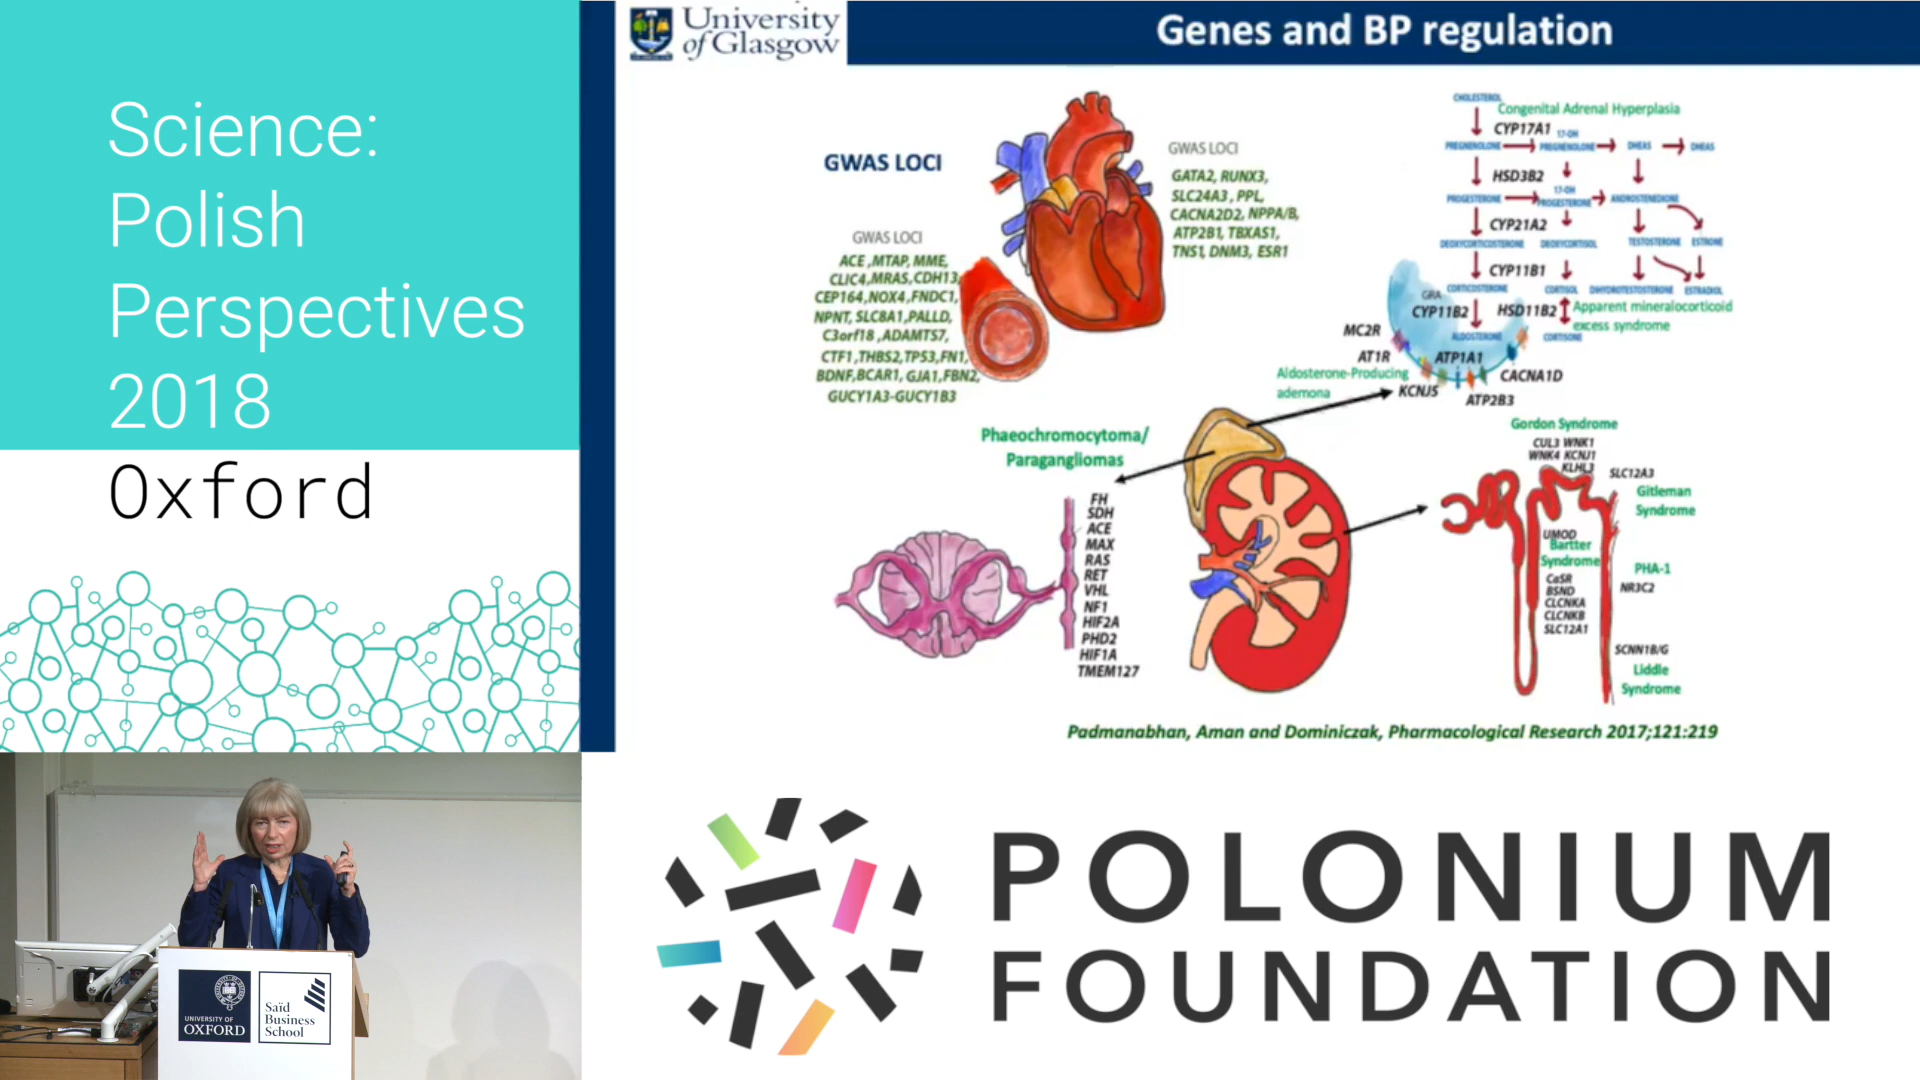 Science:
Polish
Perspectives
2018
Oxford
University
of Glasgow
Genes and BP regulation
GWAS LOCI
GWAS LOCI
GATA2, RUNX3,
SLC24A3, PPL,
CACNA2D2, NPPA/B,
ATP2B1, TBXAS1,
TNS1, DNM3, ESR1
GWAS LOCI
ACE ,MTAP, MME,
CLIC4,MRAS,CDH13,
CEP164,NOX4,FNDC1,
NPNT, SLC8A1,PALLD,
C3orf18 ,ADAMTS7,
CTF1,THBS2,TPS3,FN1,
BDNF,BCAR1, GJA1,FBN2,
GUCY1A3-GUCY1B3
CHOLESTEROL
Congenital Adrenal Hyperplasia
CYP17A1
PREGNENOLONE
17-OH
PREGNENOLONE
DHEAS
DHEAS
HSD3B2
PROGESTERONE
17-OH
PROGESTERONE
ANDROSTENEDIONE
CYP21A2
DEOXYCORTICOSTERONE
DEOXYCORTISOL
TESTOSTERONE
ESTRONE
CYP11B1
GRA
CORTICOSTERONE
CORTISOL
DIHYDROTESTOSTERONE
ESTRADIOL
CYP11B2
HSD11B2
Apparent mineralocorticoid
excess syndrome
ALDOSTERONE
CORTISONE
MC2R
AT1R
ATP1A1
CACNA1D
KCNJ5
ATP2B3
Aldosterone-Producing
ademona
Phaeochromocytoma/
Paragangliomas
FH
SDH
ACE
MAX
RAS
RET
VHL
NF1
HIF2A
PHD2
HIF1A
TMEM127
Gordon Syndrome
CUL3 WNK1
WNK4 KCNJ1
KLHL3
SLC12A3
Gitleman
Syndrome
UMOD
Bartter
Syndrome
CaSR
BSND
CLCNKA
CLCNKB
SLC12A1
PHA-1
NR3C2
SCNN1B/G
Liddle
Syndrome
Padmanabhan, Aman and Dominiczak, Pharmacological Research 2017;121:219
UNIVERSITY OF
OXFORD
Saïd
Business
School
POLONIUM
FOUNDATION